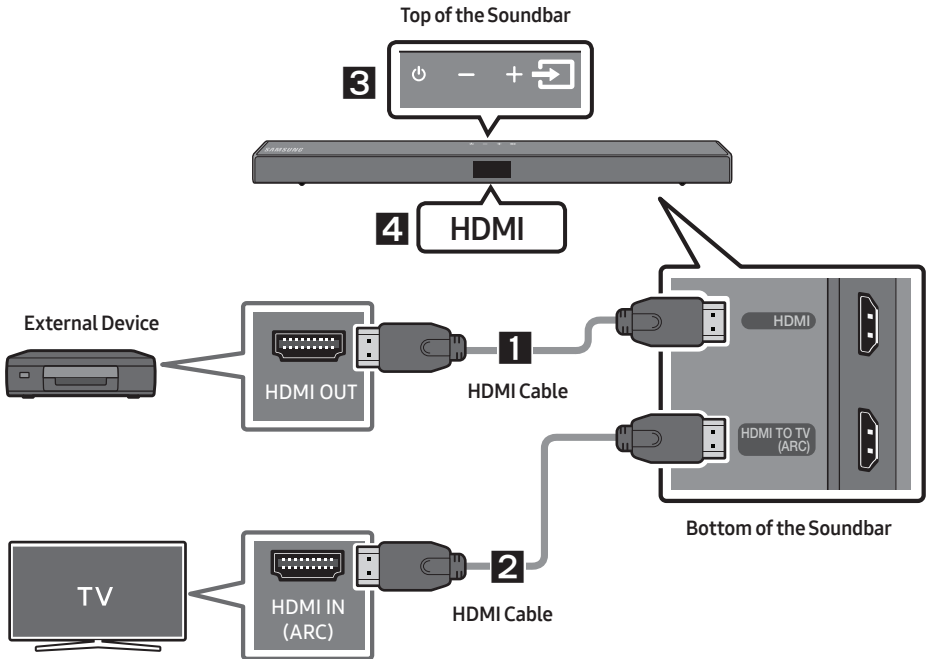 Top of the Soundbar
3
SAMSUNG
4
HDMI
External Device
HDMI OUT
1
HDMI Cable
HDMI
HDMI TO TV
(ARC)
Bottom of the Soundbar
TV
HDMI IN
(ARC)
2
HDMI Cable